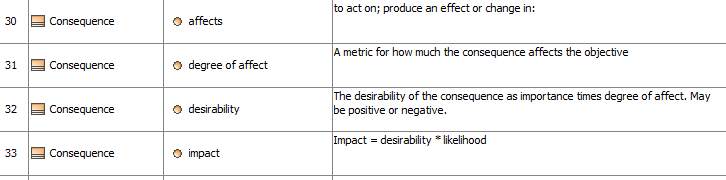 30 Consequence affects to act on; produce an effect or change in:
31 Consequence degree of affect A metric for how much the consequence affects the objective
32 Consequence desirability The desirability of the consequence as importance times degree of affect. May
be positive or negative.
33 Consequence impact Impact = desirability * likelihood